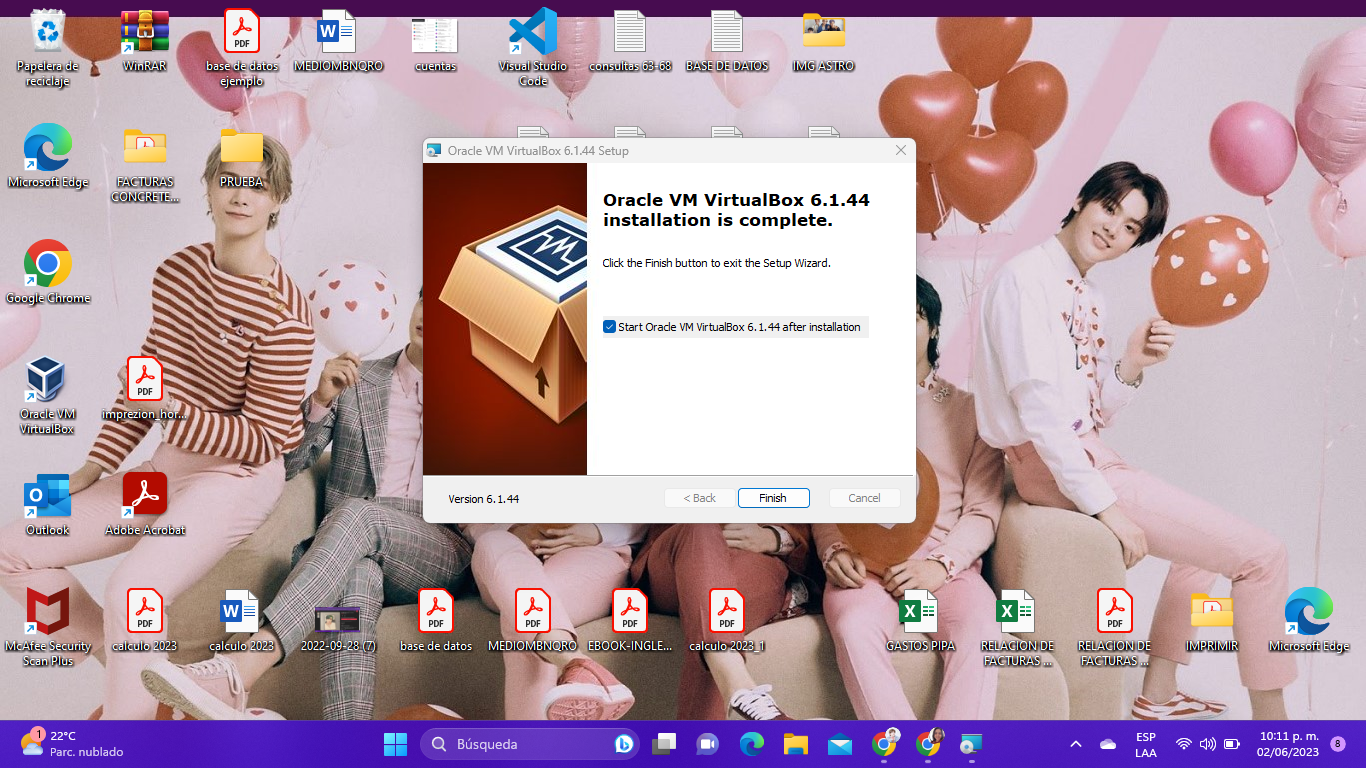 Papelera de
reciclaje
WinRAR
PDF
base de datos
ejemplo
MEDIOMBNQRO
cuentas
Visual Studio
Code
consultas 63-68
BASE DE DATOS
IMG ASTRO
Microsoft Edge
FACTURAS
CONCRETE...
PRUEBA
Oracle VM VirtualBox 6.1.44 Setup
Oracle VM VirtualBox 6.1.44
installation is complete.
Click the Finish button to exit the Setup Wizard.
Start Oracle VM VirtualBox 6.1.44 after installation
Version 6.1.44
< Back
Finish
Cancel
Google Chrome
Oracle VM
VirtualBox
PDF
imprezion_hor...
Outlook
Adobe Acrobat
McAfee Security
Scan Plus
PDF
calculo 2023
calculo 2023
2022-09-28 (7)
PDF
base de datos
PDF
MEDIOMBNQRO
PDF
EBOOK-INGLE...
PDF
calculo 2023_1
GASTOS PIPA
RELACION DE
FACTURAS ...
PDF
RELACION DE
FACTURAS ...
IMPRIMIR
Microsoft Edge
1
22°C
Parc. nublado
Búsqueda
ESP
LAA
10:11 p. m.
02/06/2023
8